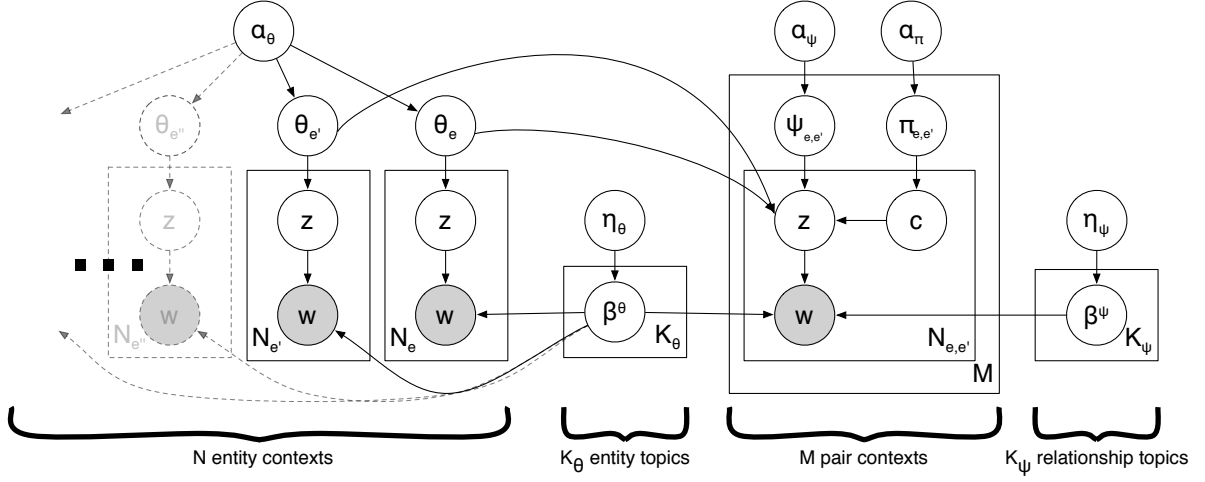 α_θ α_ψ α_π
θ_e'' θ_e' θ_e ψ_e,e' π_e,e'
z z z η_θ z c η_ψ
w w w β^θ w β^ψ
N_e'' N_e' N_e K_θ N_e,e' K_ψ
M
N entity contexts K_θ entity topics M pair contexts K_ψ relationship topics